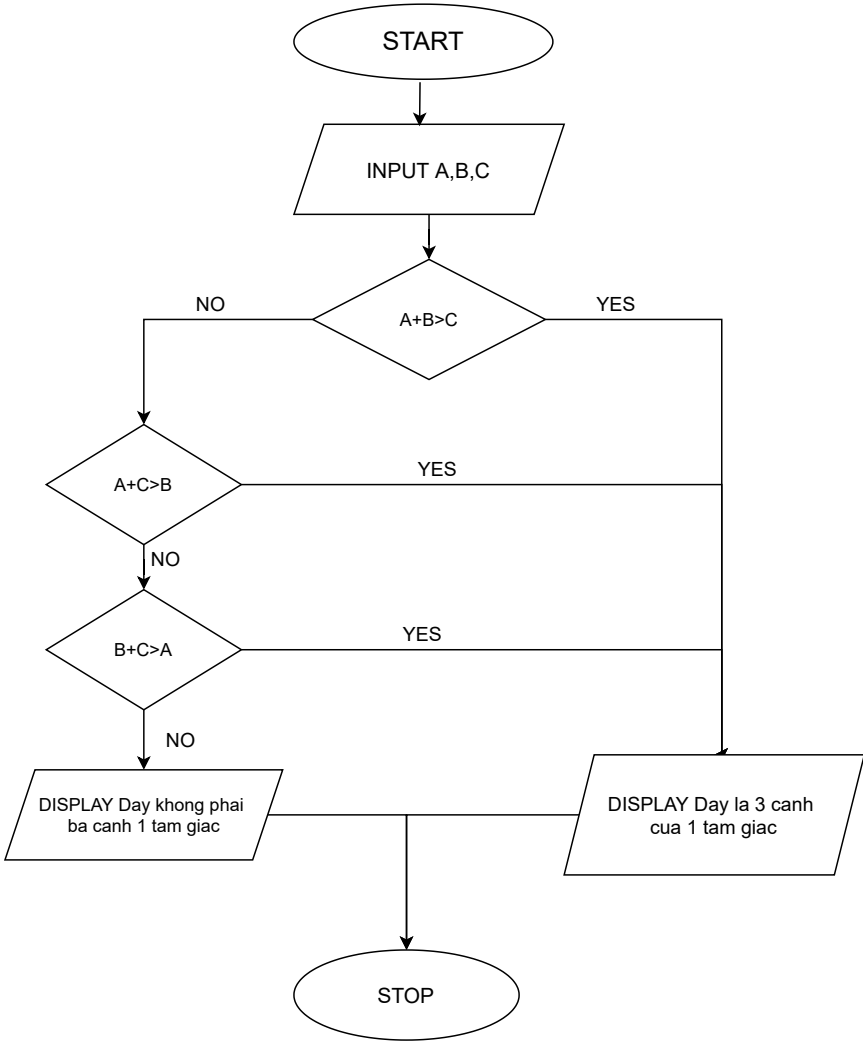 START
INPUT A,B,C
NO
YES
A+B>C
A+C>B
YES
NO
B+C>A
YES
NO
DISPLAY Day khong phai
ba canh 1 tam giac
DISPLAY Day la 3 canh
cua 1 tam giac
STOP